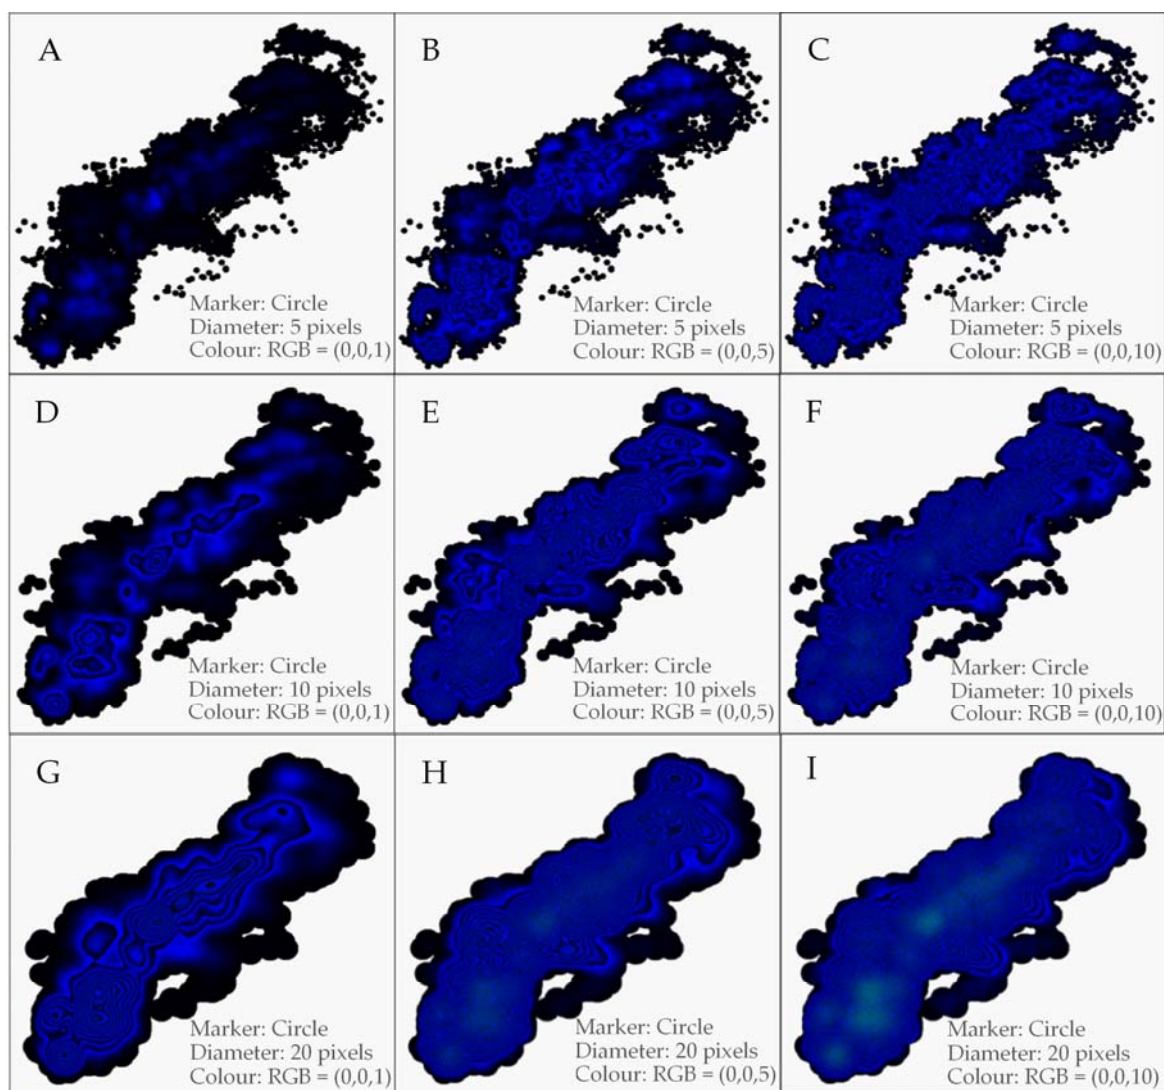 A
Marker: Circle
Diameter: 5 pixels
Colour: RGB = (0,0,1)
B
Marker: Circle
Diameter: 5 pixels
Colour: RGB = (0,0,5)
C
Marker: Circle
Diameter: 5 pixels
Colour: RGB = (0,0,10)
D
Marker: Circle
Diameter: 10 pixels
Colour: RGB = (0,0,1)
E
Marker: Circle
Diameter: 10 pixels
Colour: RGB = (0,0,5)
F
Marker: Circle
Diameter: 10 pixels
Colour: RGB = (0,0,10)
G
Marker: Circle
Diameter: 20 pixels
Colour: RGB = (0,0,1)
H
Marker: Circle
Diameter: 20 pixels
Colour: RGB = (0,0,5)
I
Marker: Circle
Diameter: 20 pixels
Colour: RGB = (0,0,10)